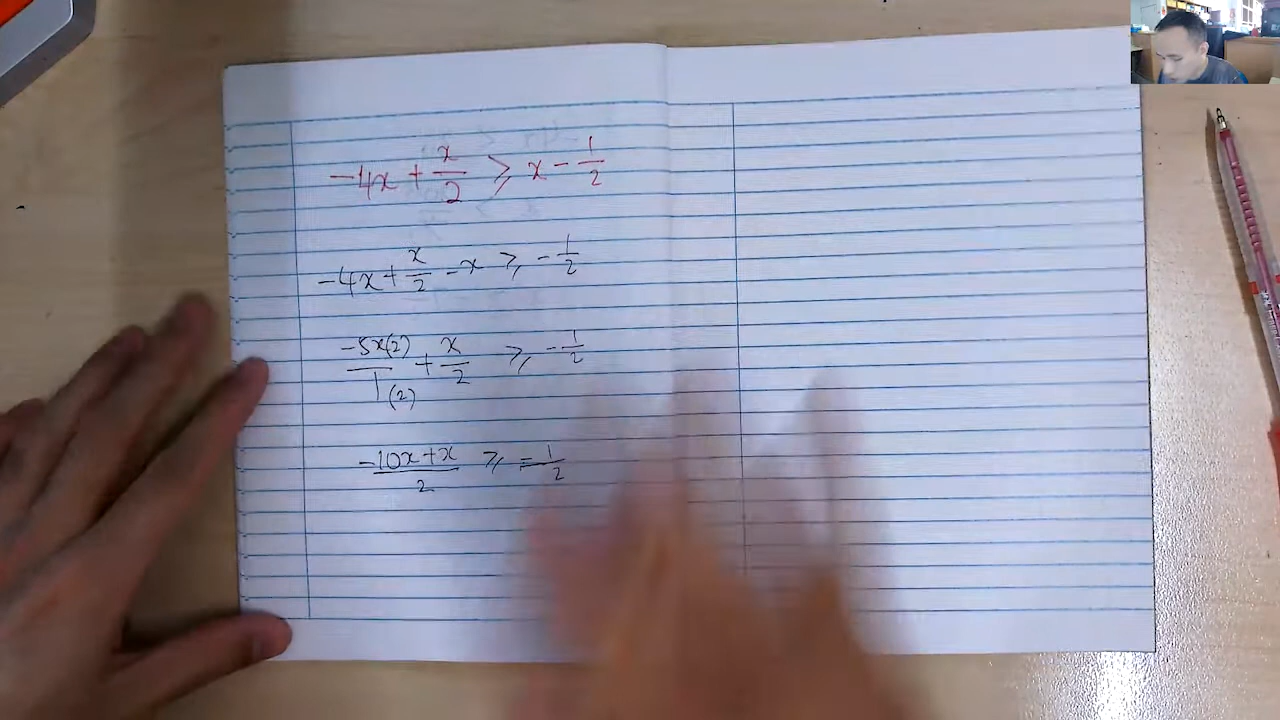 -4x + x/2 ⩾ x - 1/2
-4x + x/2 - x ⩾ -1/2
-5x(2)/1(2) + x/2 ⩾ -1/2
-10x + x/2 ⩾ -1/2